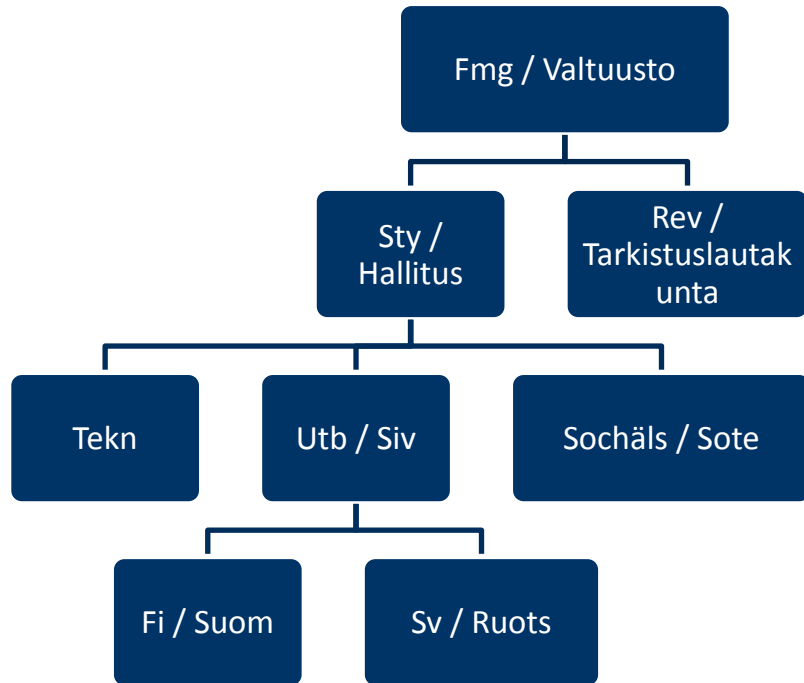 Fmg / Valtuusto
Sty /
Hallitus
Rev /
Tarkistuslautak
unta
Tekn
Utb / Siv
Sochäls / Sote
Fi / Suom
Sv / Ruots